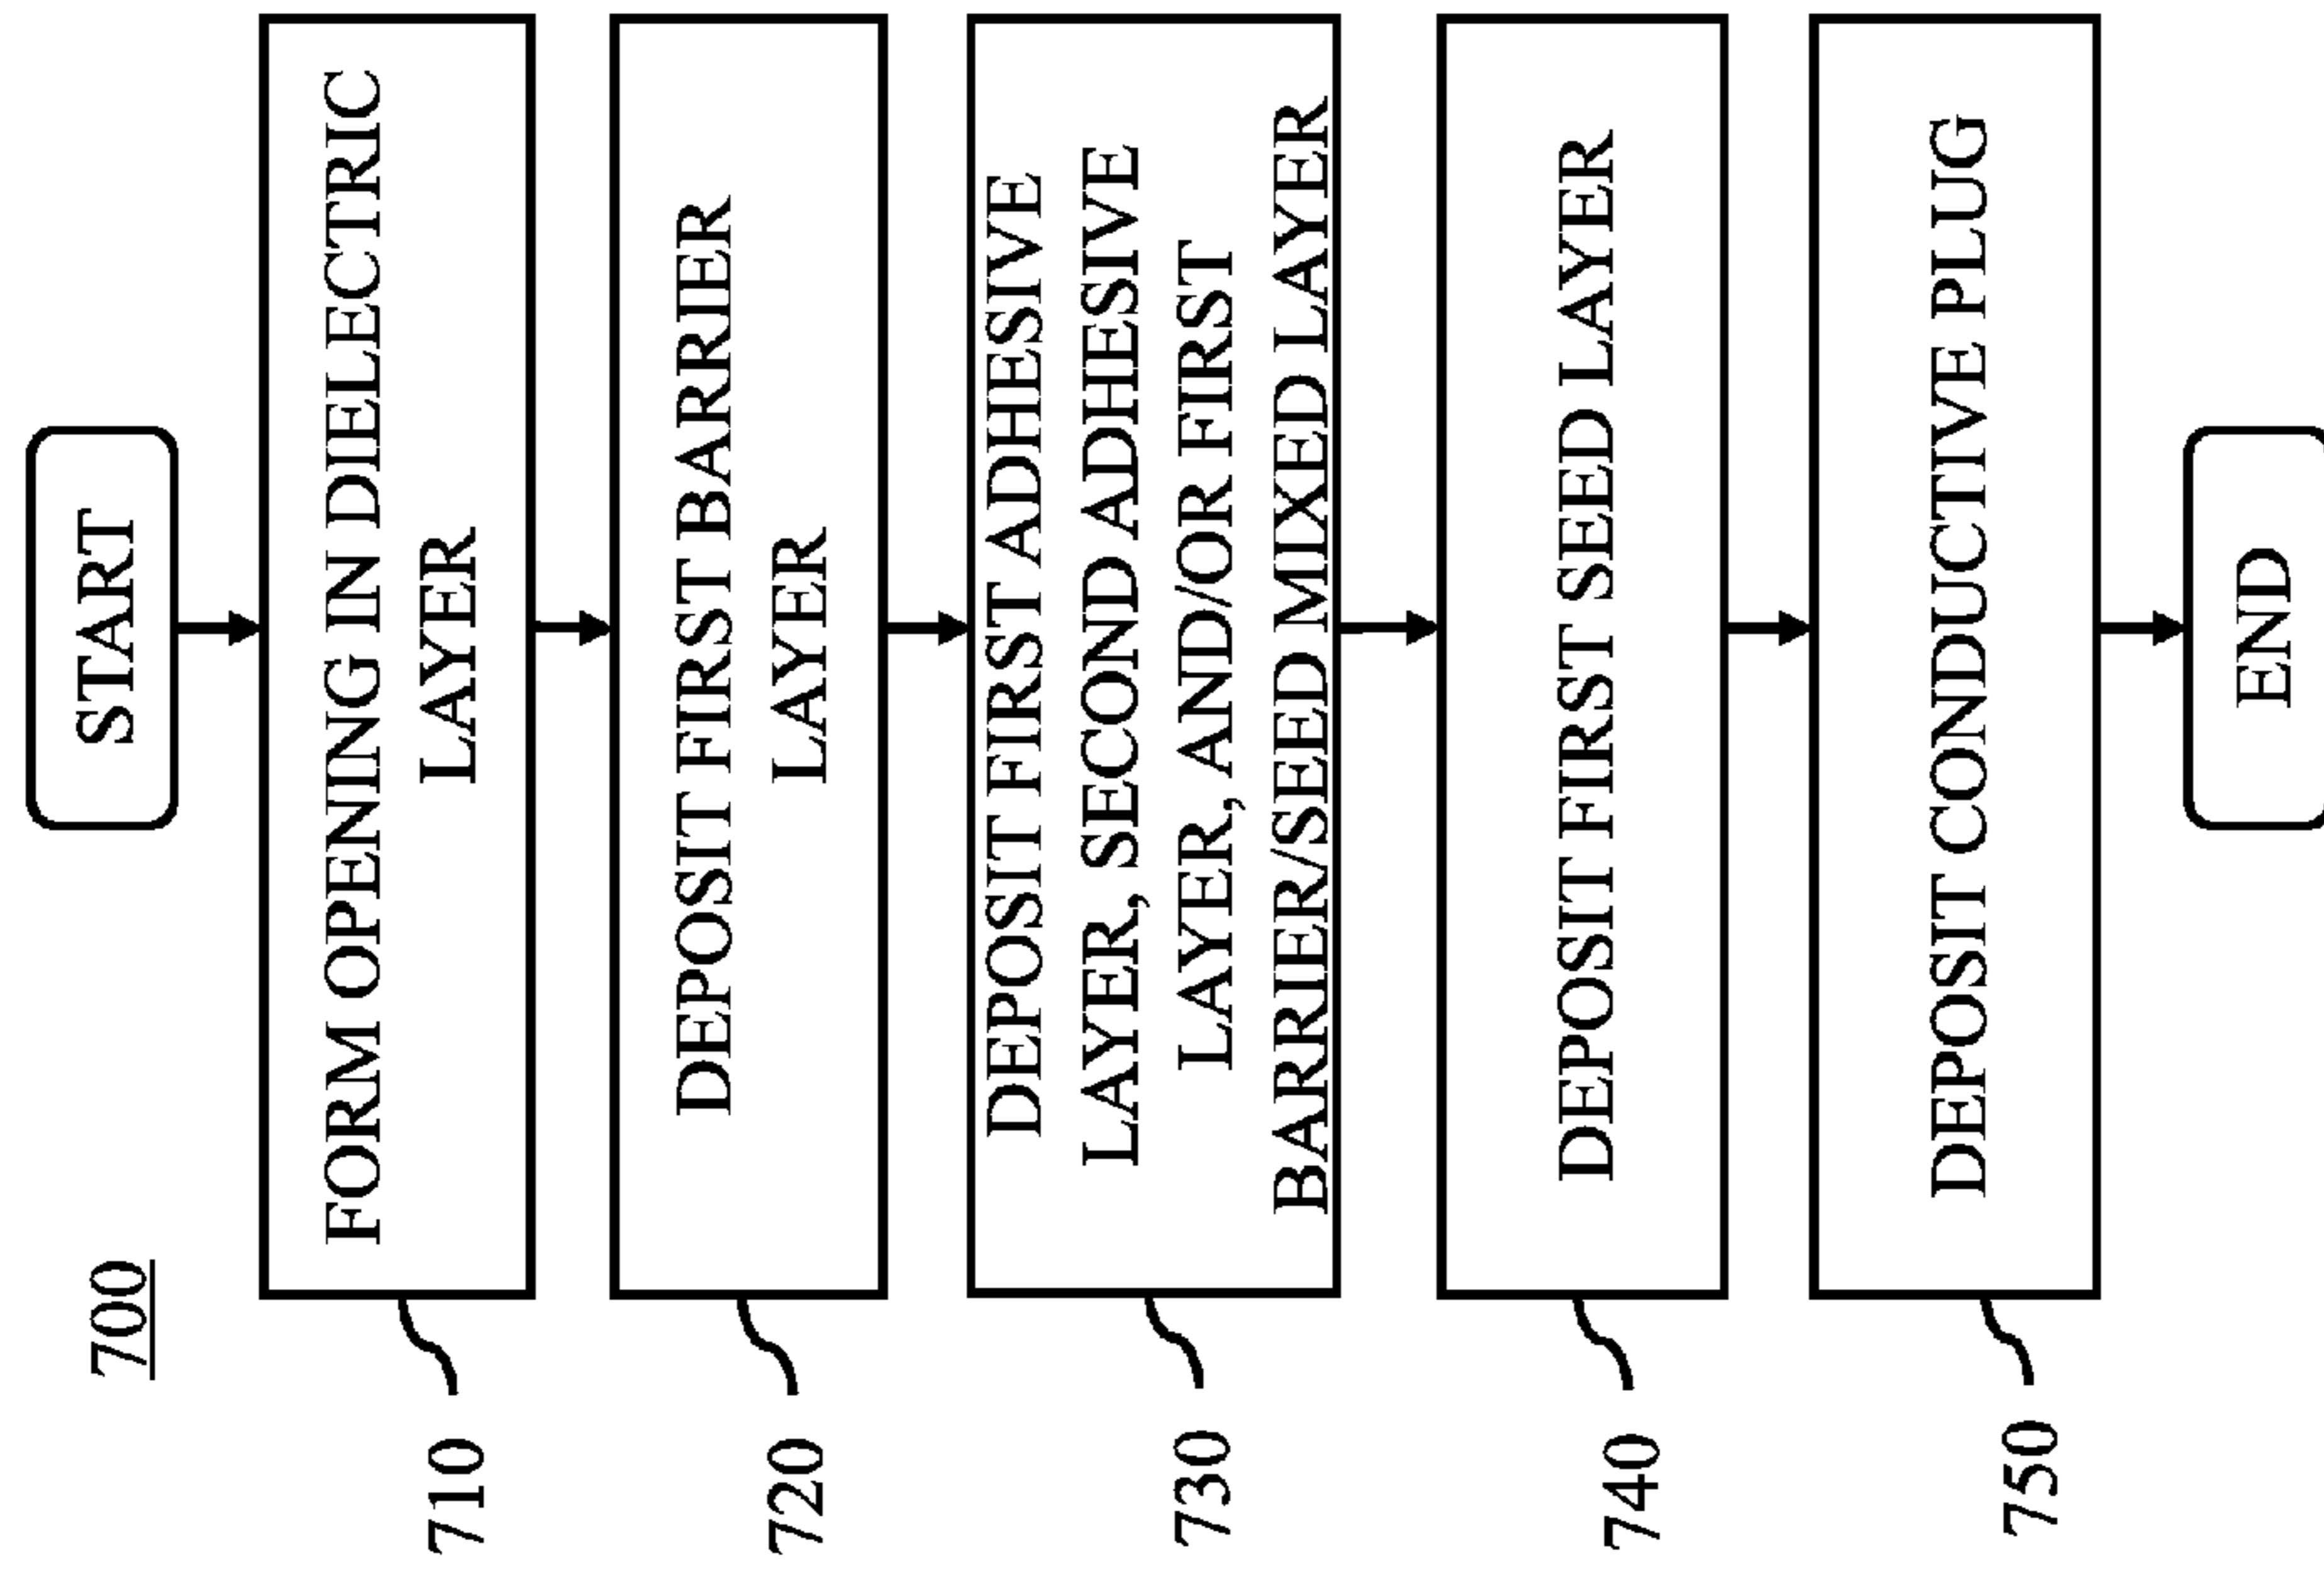 700
START
FORM OPENING IN DIELECTRIC
LAYER
710
DEPOSIT FIRST BARRIER
LAYER
720
DEPOSIT FIRST ADHESIVE
LAYER, SECOND ADHESIVE
LAYER, AND/OR FIRST
BARRIER/SEED MIXED LAYER
730
DEPOSIT FIRST SEED LAYER
740
DEPOSIT CONDUCTIVE PLUG
750
END